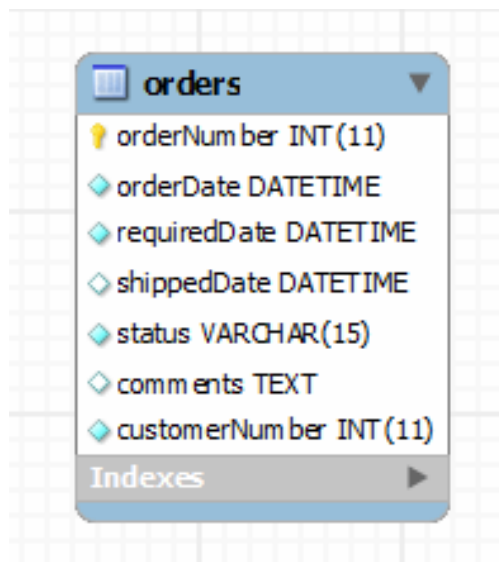 orders
orderNumber INT(11)
orderDate DATETIME
requiredDate DATETIME
shippedDate DATETIME
status VARCHAR(15)
comments TEXT
customerNumber INT(11)
Indexes